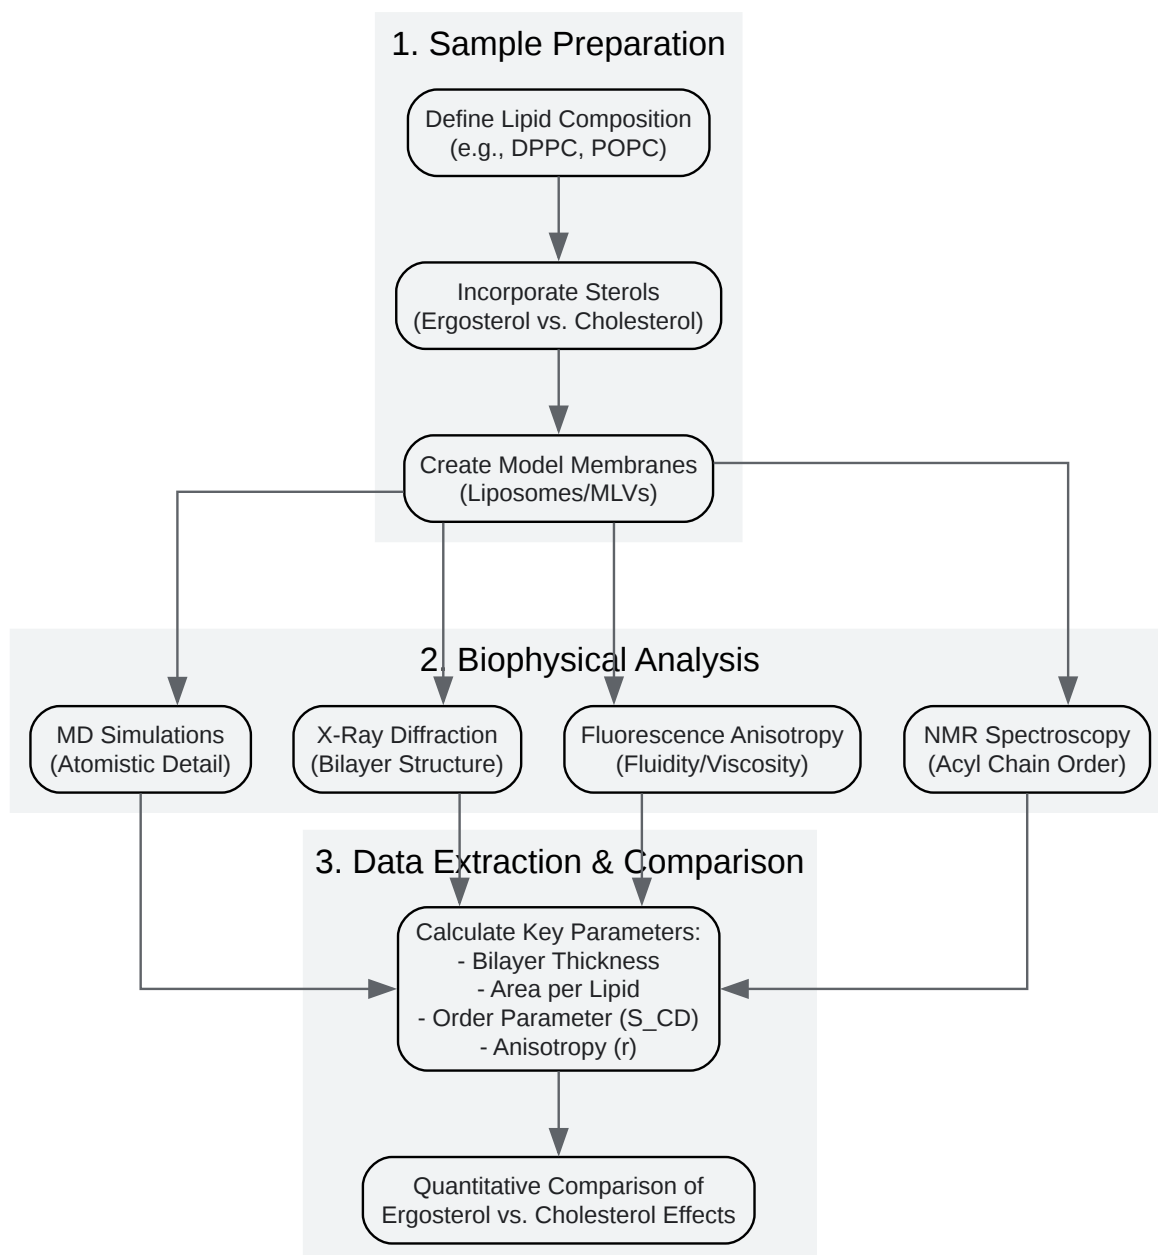 1. Sample Preparation
Define Lipid Composition
(e.g., DPPC, POPC)
Incorporate Sterols
(Ergosterol vs. Cholesterol)
Create Model Membranes
(Liposomes/MLVs)
2. Biophysical Analysis
MD Simulations
(Atomistic Detail)
X-Ray Diffraction
(Bilayer Structure)
Fluorescence Anisotropy
(Fluidity/Viscosity)
NMR Spectroscopy
(Acyl Chain Order)
3. Data Extraction & Comparison
Calculate Key Parameters:
- Bilayer Thickness
- Area per Lipid
- Order Parameter (S_CD)
- Anisotropy (r)
Quantitative Comparison of
Ergosterol vs. Cholesterol Effects